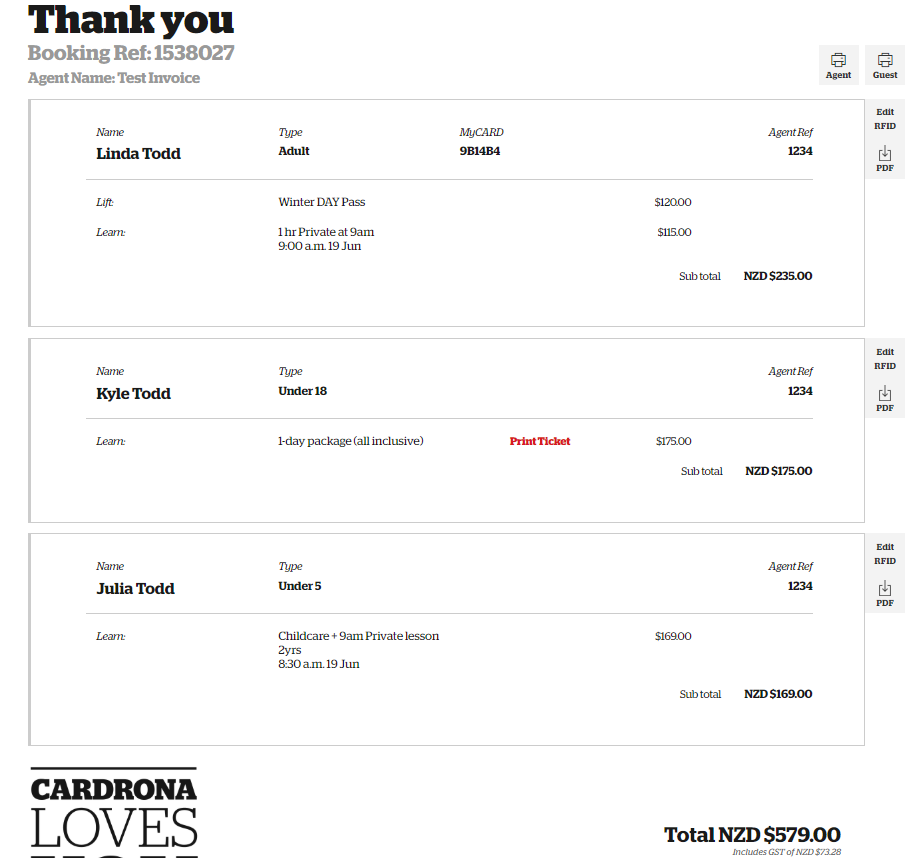 Thank you
Booking Ref: 1538027
Agent Name: Test Invoice
Agent
Guest
Name Type MyCARD Agent Ref
Linda Todd Adult 9B14B4 1234
Edit
RFID
PDF
Lift: Winter DAY Pass $120.00
Learn: 1 hr Private at 9am $115.00
9:00 a.m. 19 Jun
Sub total NZD $235.00
Name Type Agent Ref
Kyle Todd Under 18 1234
Edit
RFID
PDF
Learn: 1-day package (all inclusive) Print Ticket $175.00
Sub total NZD $175.00
Name Type Agent Ref
Julia Todd Under 5 1234
Edit
RFID
PDF
Learn: Childcare + 9am Private lesson $169.00
2yrs
8:30 a.m. 19 Jun
Sub total NZD $169.00
CARDRONA
LOVES
Total NZD $579.00
Includes GST of NZD $73.28